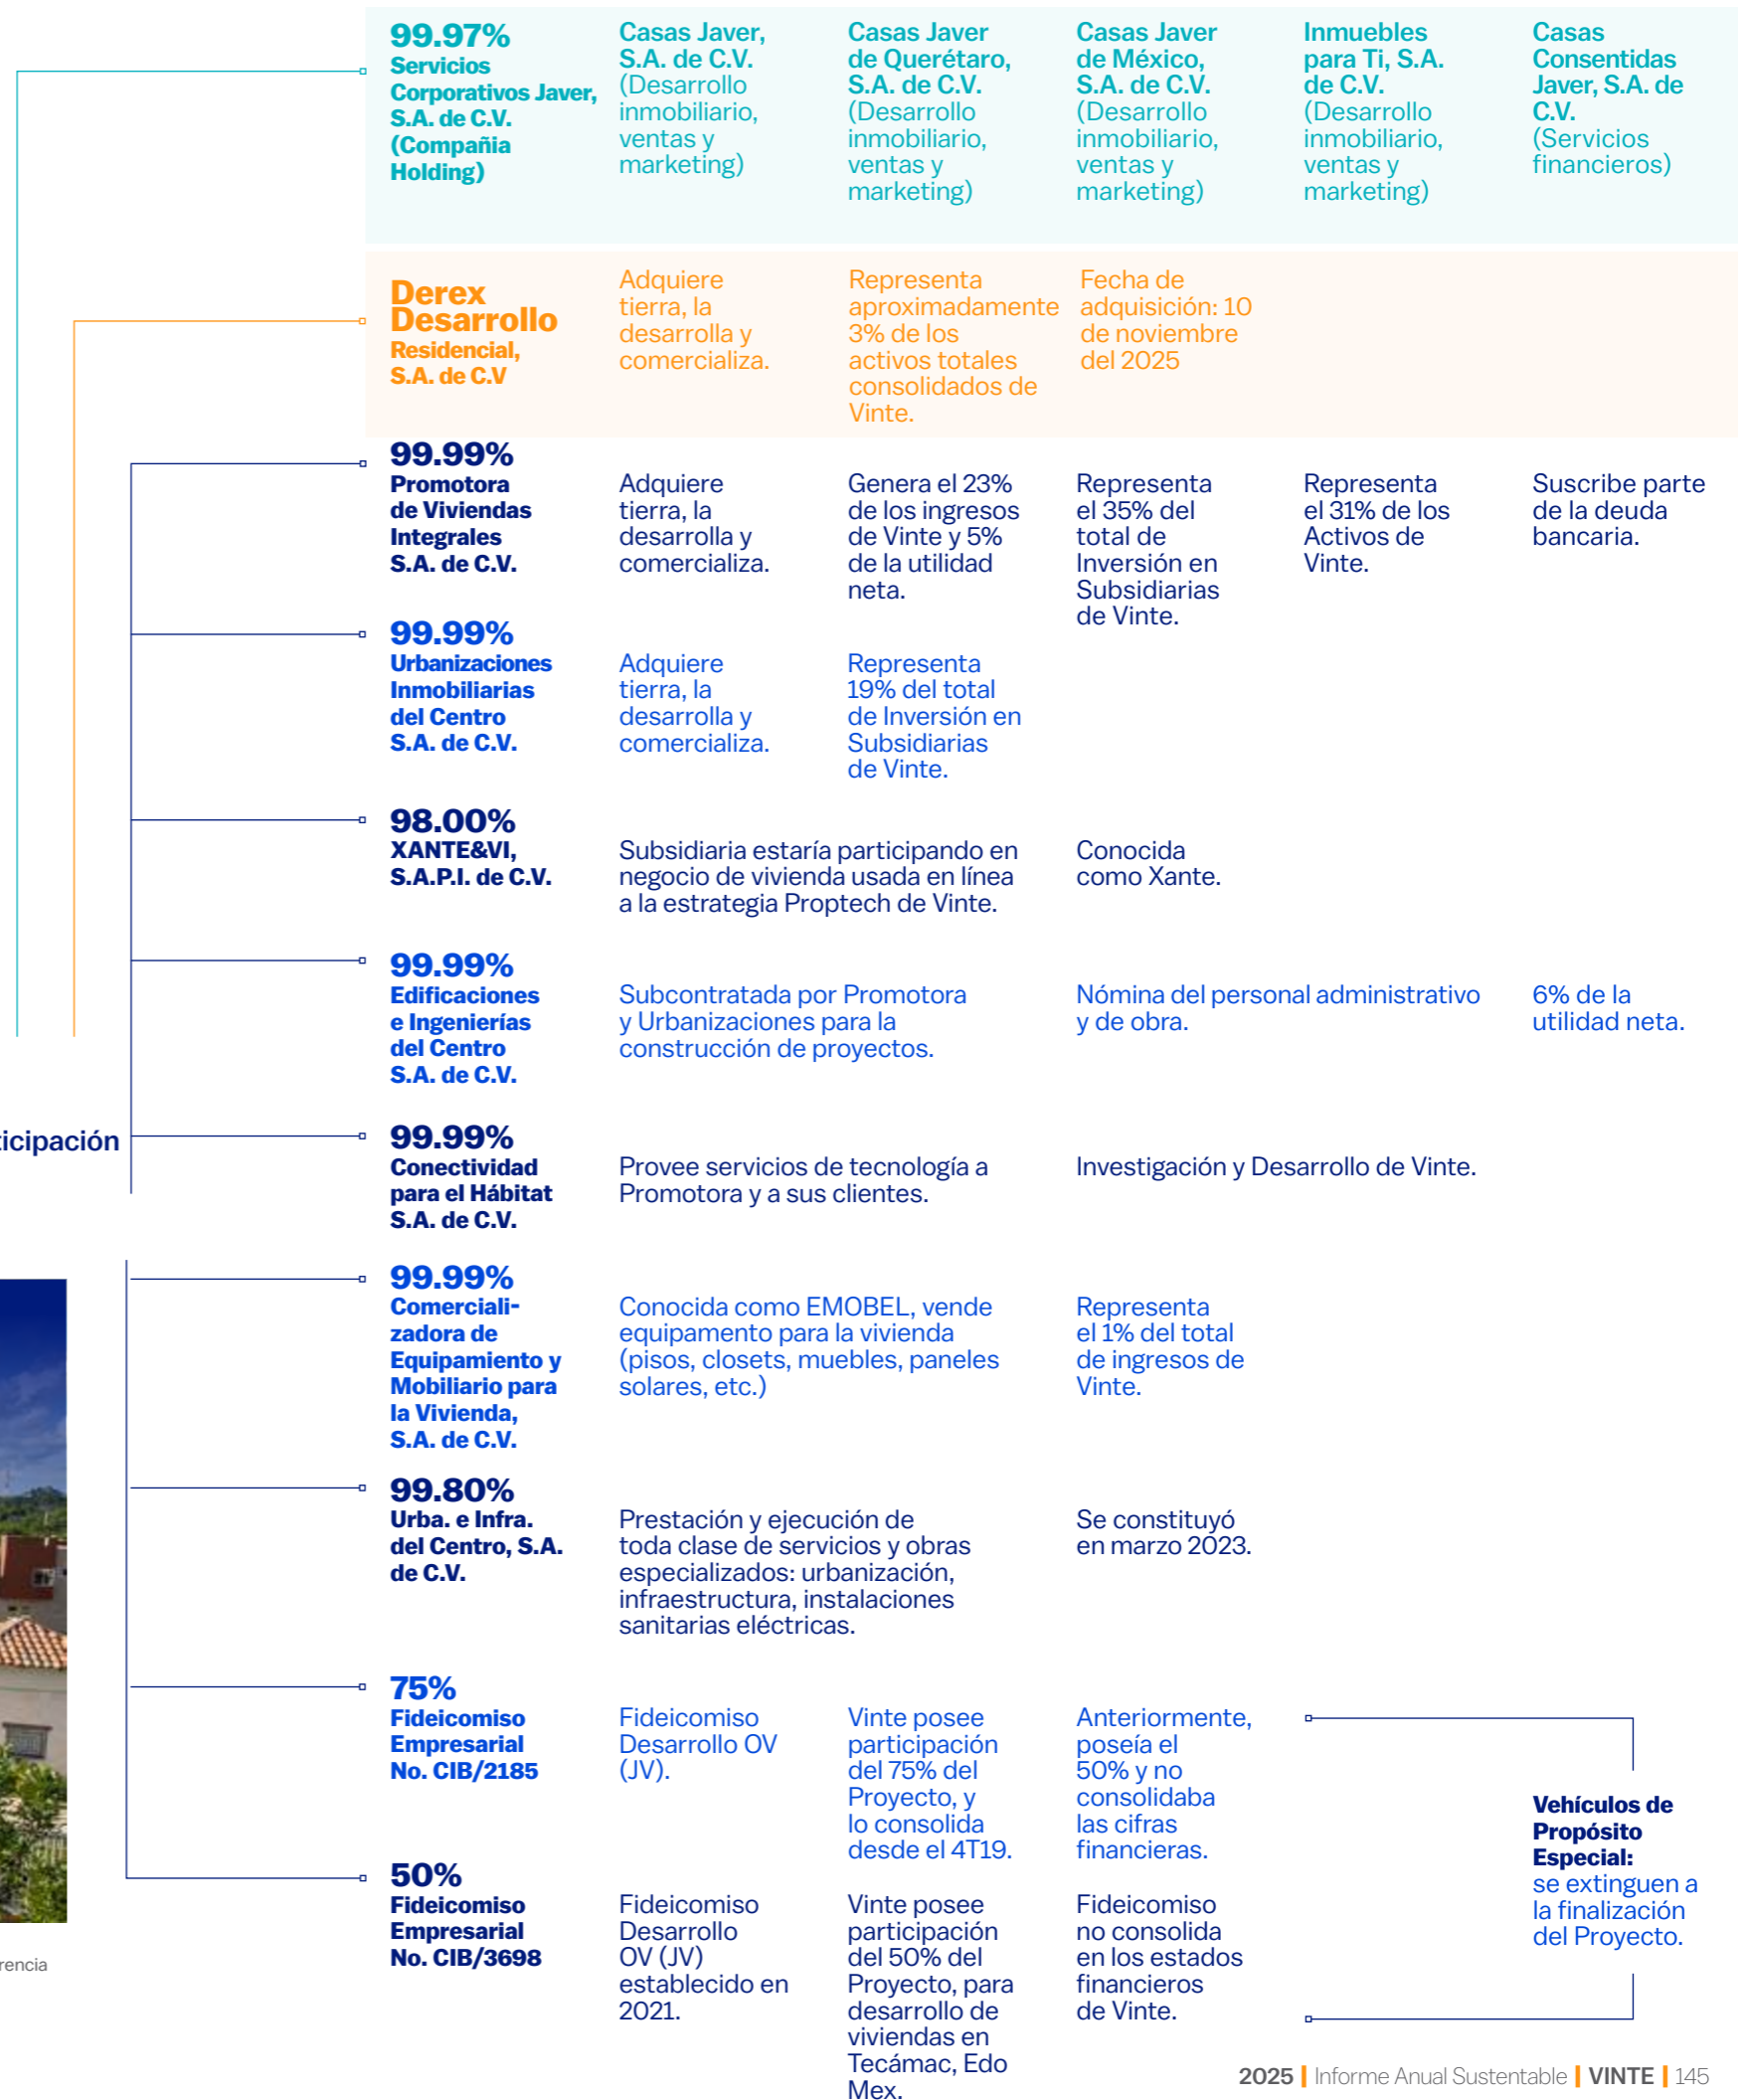 99.97%
Servicios
Corporativos Javer,
S.A. de C.V.
(Compañia
Holding)
Casas Javer,
S.A. de C.V.
(Desarrollo
inmobiliario,
ventas y
marketing)
Casas Javer
de Querétaro,
S.A. de C.V.
(Desarrollo
inmobiliario,
ventas y
marketing)
Casas Javer
de México,
S.A. de C.V.
(Desarrollo
inmobiliario,
ventas y
marketing)
Inmuebles
para Ti, S.A.
de C.V.
(Desarrollo
inmobiliario,
ventas y
marketing)
Casas
Consentidas
Javer, S.A. de
C.V.
(Servicios
financieros)
Derex
Desarrollo
Residencial,
S.A. de C.V
Adquiere
tierra, la
desarrolla y
comercializa.
Representa
aproximadamente
3% de los
activos totales
consolidados de
Vinte.
Fecha de
adquisición: 10
de noviembre
del 2025
99.99%
Promotora
de Viviendas
Integrales
S.A. de C.V.
Adquiere
tierra, la
desarrolla y
comercializa.
Genera el 23%
de los ingresos
de Vinte y 5%
de la utilidad
neta.
Representa
el 35% del
total de
Inversión en
Subsidiarias
de Vinte.
Representa
el 31% de los
Activos de
Vinte.
Suscribe parte
de la deuda
bancaria.
99.99%
Urbanizaciones
Inmobiliarias
del Centro
S.A. de C.V.
Adquiere
tierra, la
desarrolla y
comercializa.
Representa
19% del total
de Inversión en
Subsidiarias
de Vinte.
98.00%
XANTE&VI,
S.A.P.I. de C.V.
Subsidiaria estaría participando en
negocio de vivienda usada en línea
a la estrategia Proptech de Vinte.
Conocida
como Xante.
99.99%
Edificaciones
e Ingenierías
del Centro
S.A. de C.V.
Subcontratada por Promotora
y Urbanizaciones para la
construcción de proyectos.
Nómina del personal administrativo
y de obra.
6% de la
utilidad neta.
ticipación
99.99%
Conectividad
para el Hábitat
S.A. de C.V.
Provee servicios de tecnología a
Promotora y a sus clientes.
Investigación y Desarrollo de Vinte.
99.99%
Comerciali-
zadora de
Equipamiento y
Mobiliario para
la Vivienda,
S.A. de C.V.
Conocida como EMOBEL, vende
equipamento para la vivienda
(pisos, closets, muebles, paneles
solares, etc.)
Representa
el 1% del total
de ingresos de
Vinte.
99.80%
Urba. e Infra.
del Centro, S.A.
de C.V.
Prestación y ejecución de
toda clase de servicios y obras
especializados: urbanización,
infraestructura, instalaciones
sanitarias eléctricas.
Se constituyó
en marzo 2023.
75%
Fideicomiso
Empresarial
No. CIB/2185
Fideicomiso
Desarrollo OV
(JV).
Vinte posee
participación
del 75% del
Proyecto, y
lo consolida
desde el 4T19.
Anteriormente,
poseía el
50% y no
consolidaba
las cifras
financieras.
Vehículos de
Propósito
Especial:
se extinguen a
la finalización
del Proyecto.
50%
Fideicomiso
Empresarial
No. CIB/3698
Fideicomiso
Desarrollo
OV (JV)
establecido en
2021.
Vinte posee
participación
del 50% del
Proyecto, para
desarrollo de
viviendas en
Tecámac, Edo
Mex.
Fideicomiso
no consolida
en los estados
financieros
de Vinte.
rencia
2025 | Informe Anual Sustentable | VINTE | 145